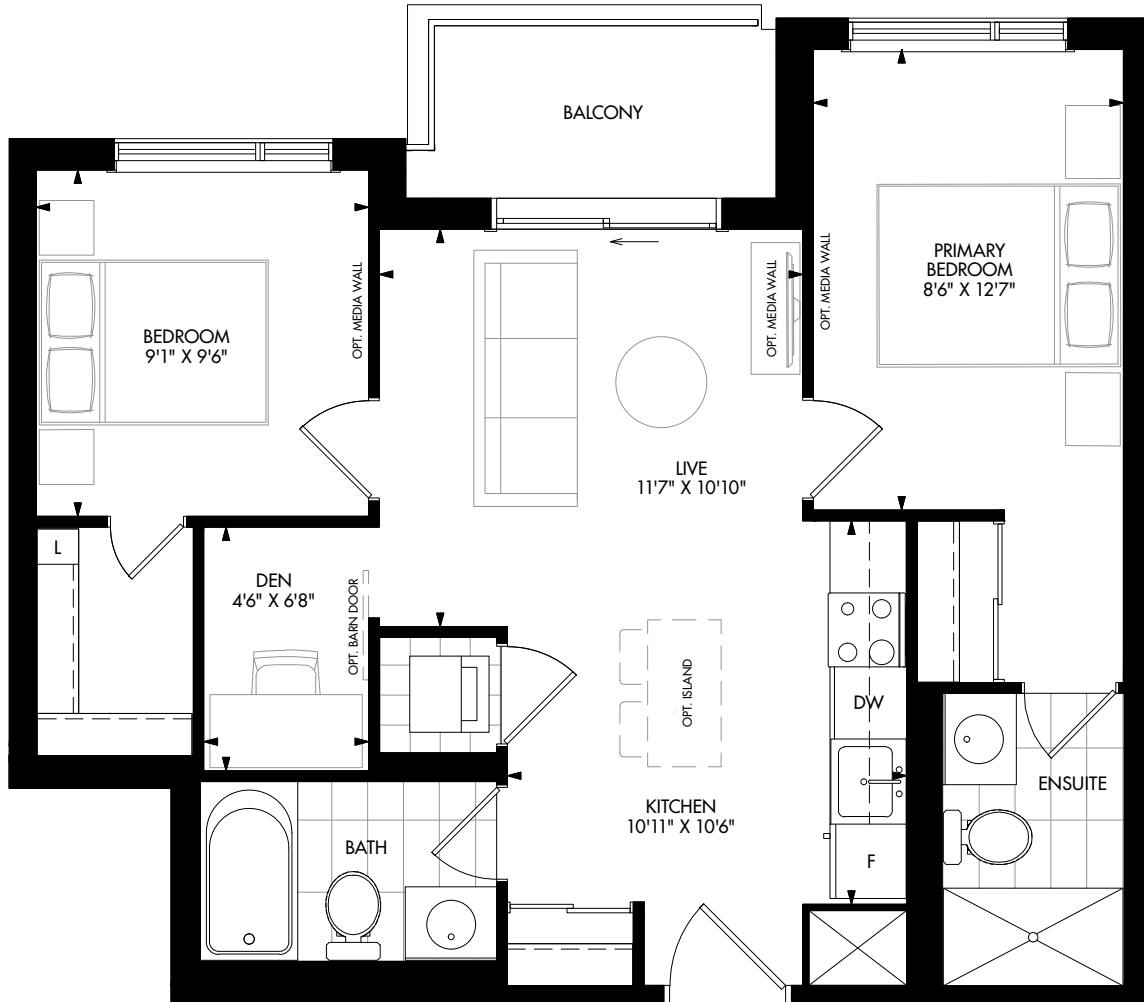 BALCONY
PRIMARY
BEDROOM
8'6" X 12'7"
OPT. MEDIA WALL
OPT. MEDIA WALL
OPT. MEDIA WALL
BEDROOM
9'1" X 9'6"
LIVE
11'7" X 10'10"
L
DEN
4'6" X 6'8"
OPT. BARN DOOR
OPT. ISLAND
DW
ENSUITE
KITCHEN
10'11" X 10'6"
BATH
F